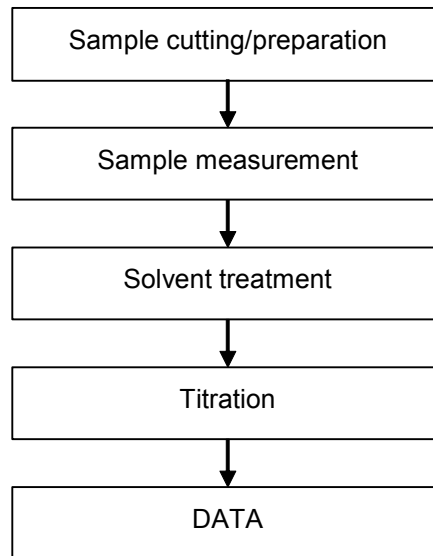 Sample cutting/preparation
Sample measurement
Solvent treatment
Titration
DATA